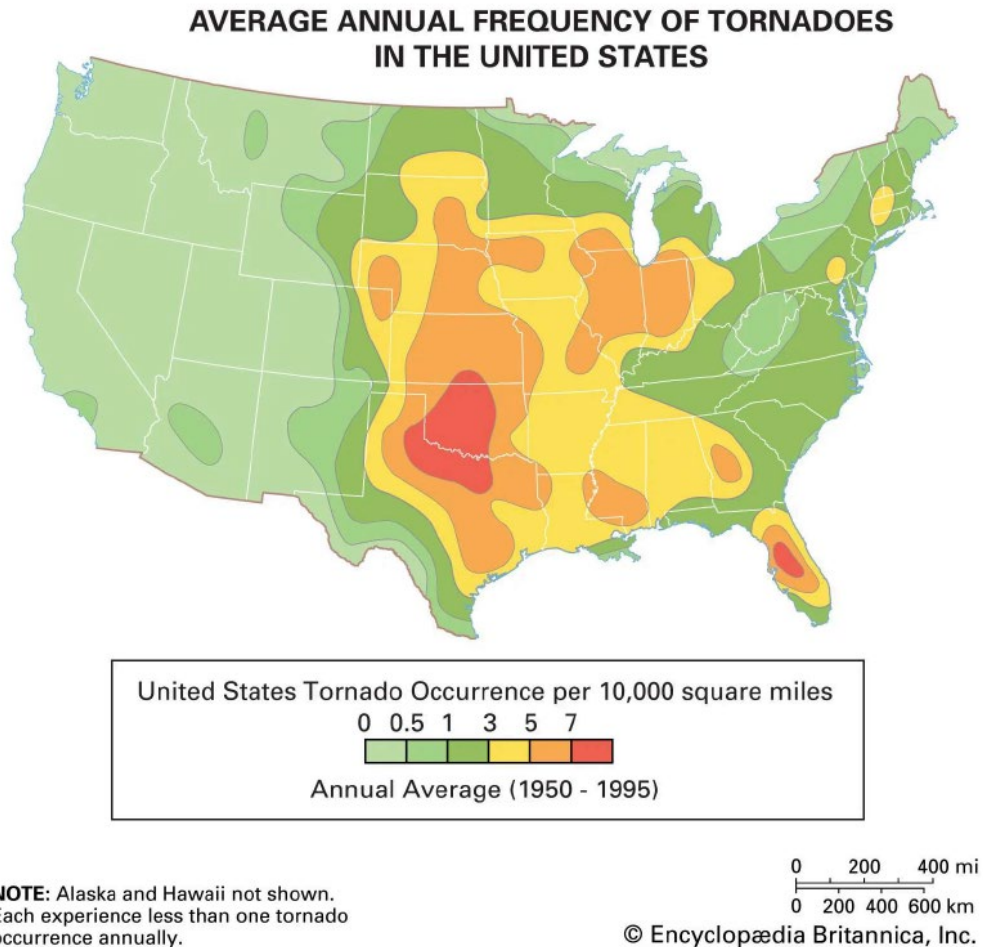 AVERAGE ANNUAL FREQUENCY OF TORNADOES
IN THE UNITED STATES
United States Tornado Occurrence per 10,000 square miles
0 0.5 1 3 5 7
Annual Average (1950 - 1995)
NOTE: Alaska and Hawaii not shown.
Each experience less than one tornado
occurrence annually.
0 200 400 mi
0 200 400 600 km
© Encyclopædia Britannica, Inc.